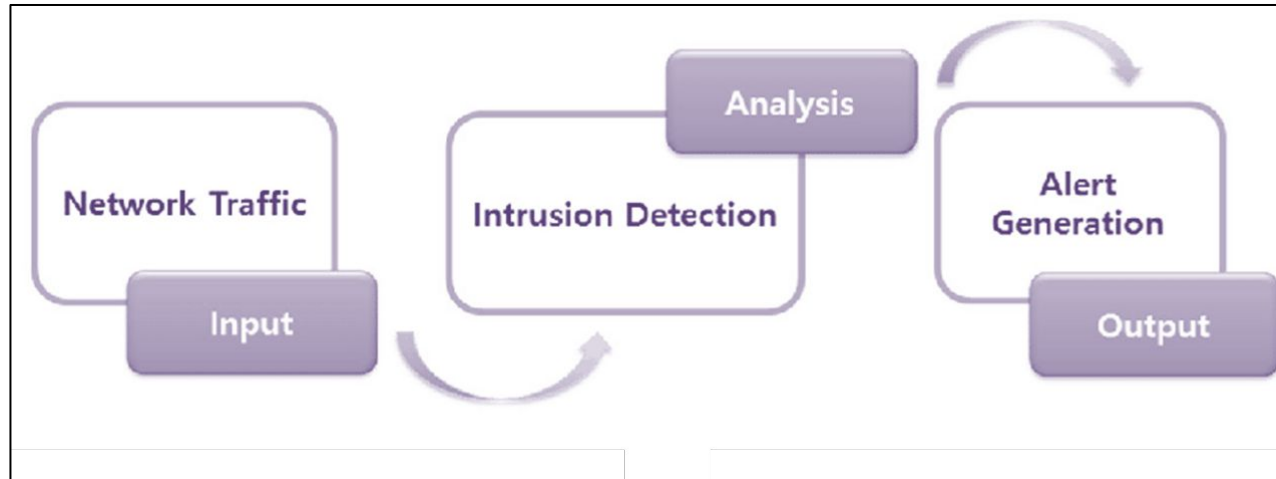 Network Traffic
Input
Intrusion Detection
Analysis
Alert
Generation
Output